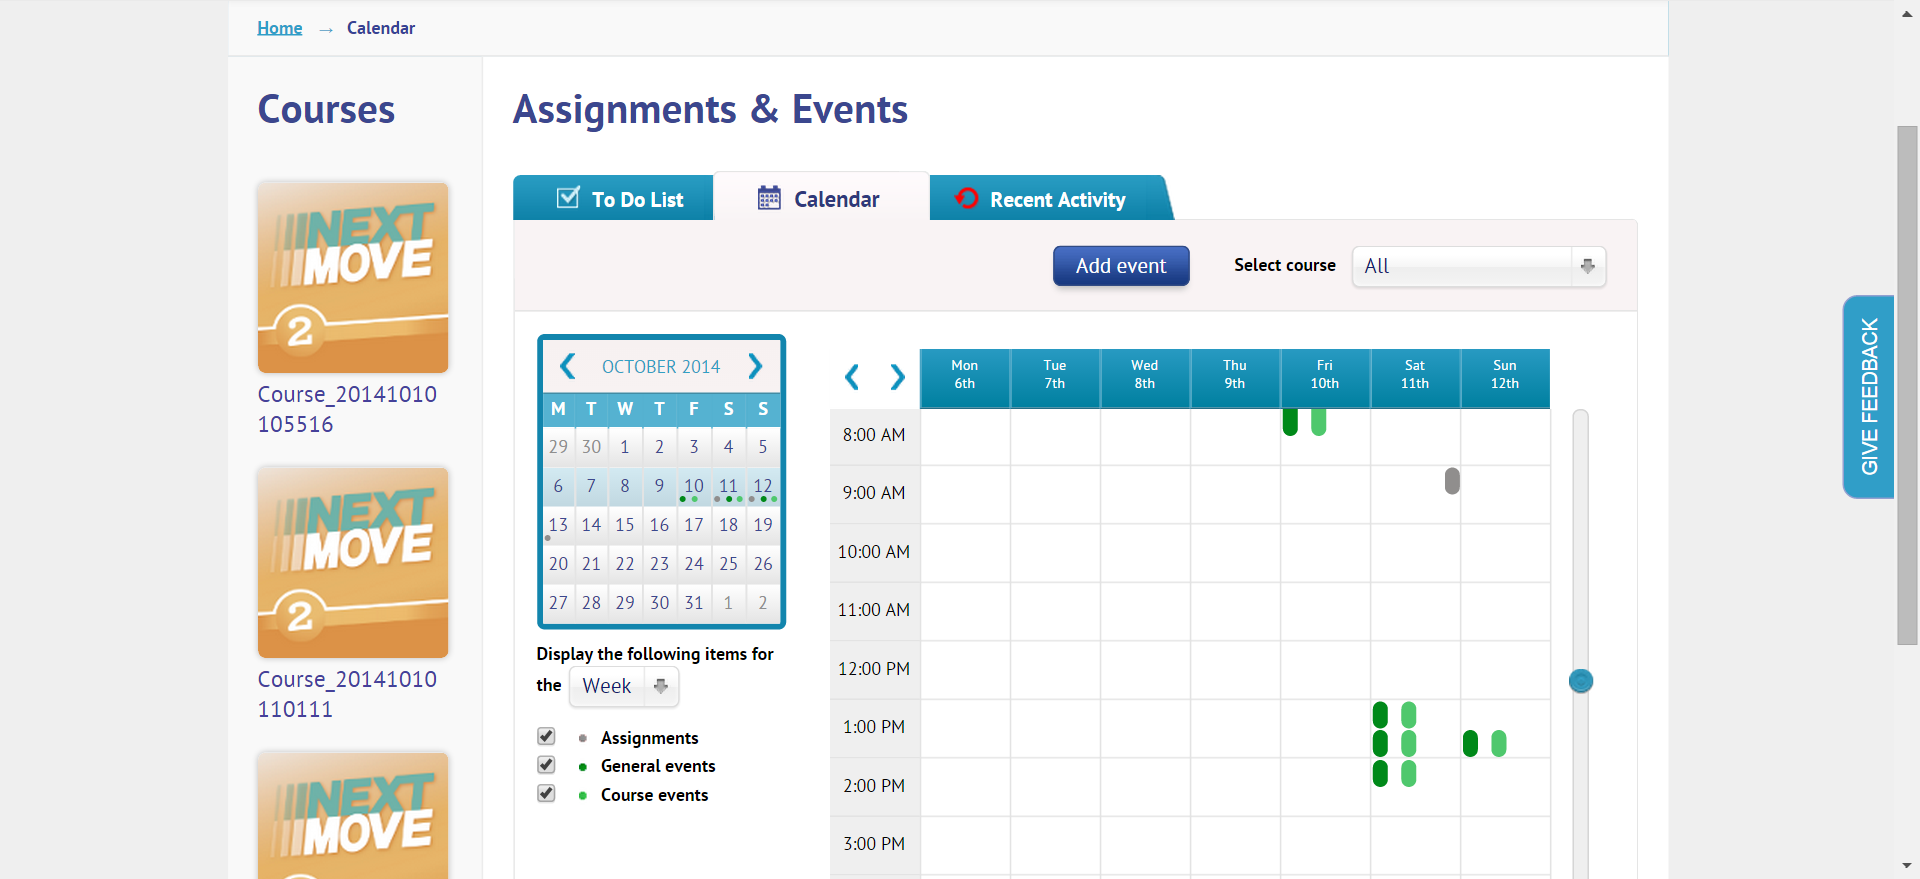 Home → Calendar
Courses
NEXT
MOVE
2
Course_20141010
105516
NEXT
MOVE
2
Course_20141010
110111
NEXT
MOVE
Assignments & Events
To Do List
Calendar
Recent Activity
Add event
Select course
All
OCTOBER 2014
M T W T F S S
29 30 1 2 3 4 5
6 7 8 9 10 11 12
13 14 15 16 17 18 19
20 21 22 23 24 25 26
27 28 29 30 31 1 2
Display the following items for
the Week
Assignments
General events
Course events
Mon Tue Wed Thu Fri Sat Sun
6th 7th 8th 9th 10th 11th 12th
8:00 AM
9:00 AM
10:00 AM
11:00 AM
12:00 PM
1:00 PM
2:00 PM
3:00 PM
GIVE FEEDBACK